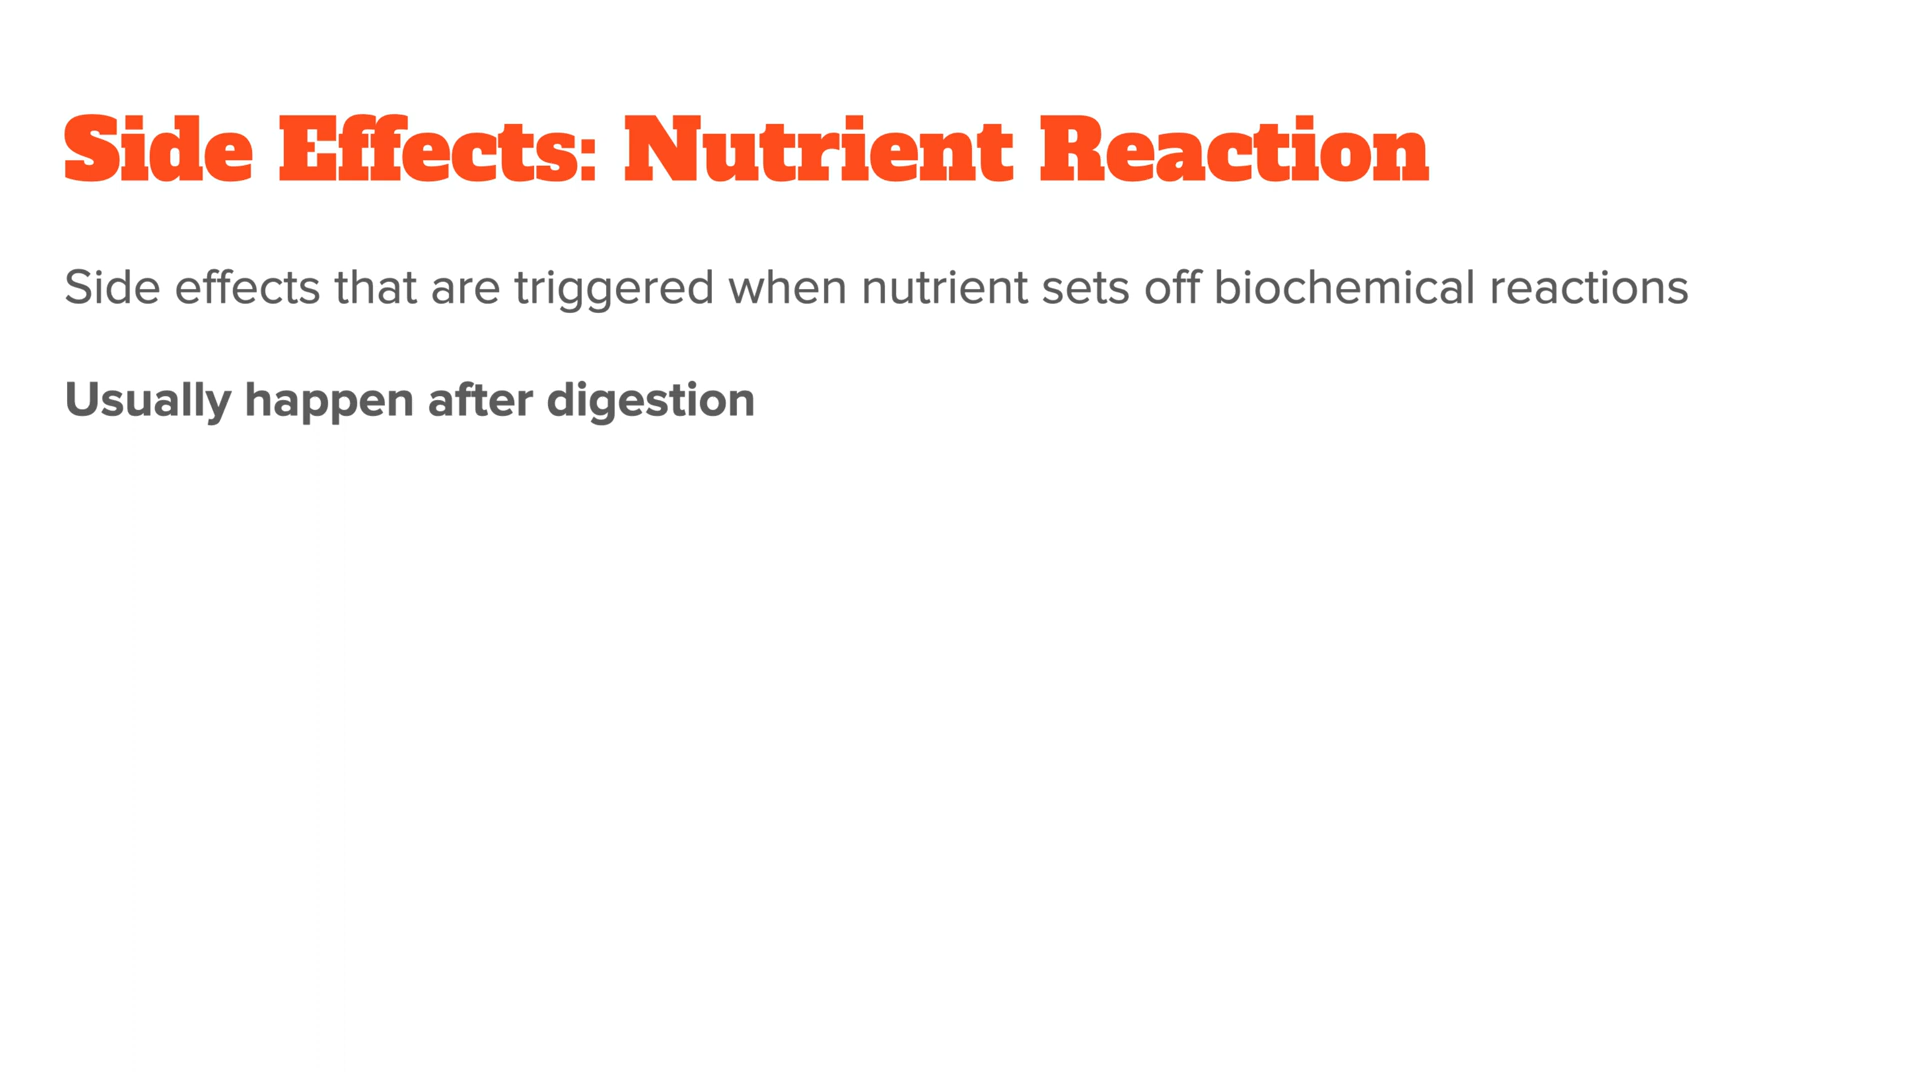 Side Effects: Nutrient Reaction
Side effects that are triggered when nutrient sets off biochemical reactions
Usually happen after digestion